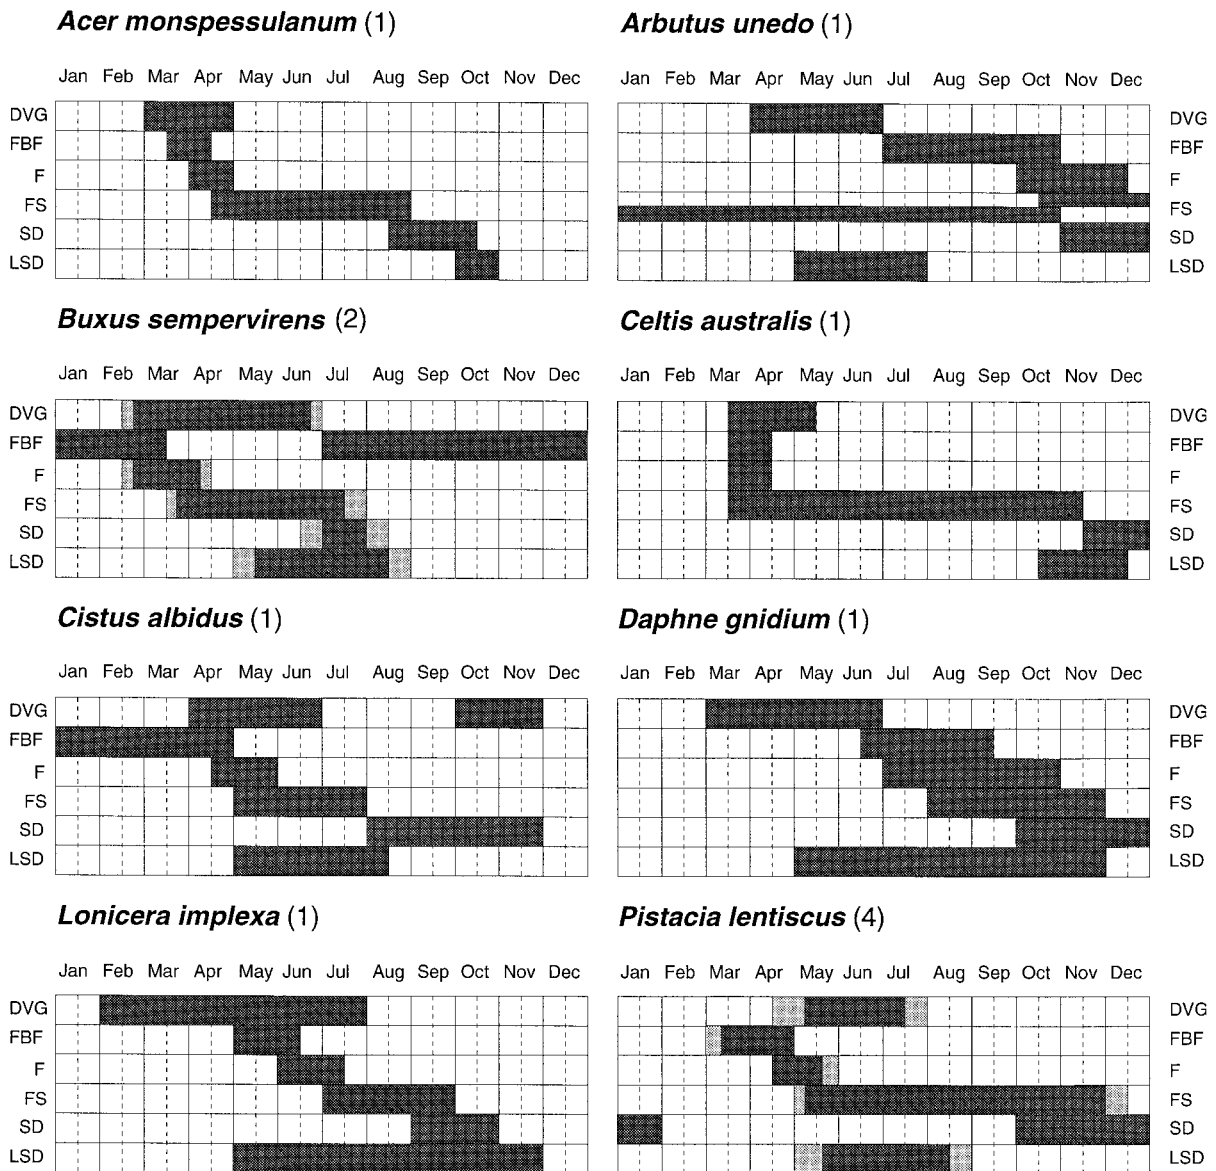 Acer monspessulanum (1)
Jan Feb Mar Apr May Jun Jul Aug Sep Oct Nov Dec
DVG
FBF
F
FS
SD
LSD
Arbutus unedo (1)
Jan Feb Mar Apr May Jun Jul Aug Sep Oct Nov Dec
DVG
FBF
F
FS
SD
LSD
Buxus sempervirens (2)
Jan Feb Mar Apr May Jun Jul Aug Sep Oct Nov Dec
DVG
FBF
F
FS
SD
LSD
Celtis australis (1)
Jan Feb Mar Apr May Jun Jul Aug Sep Oct Nov Dec
DVG
FBF
F
FS
SD
LSD
Cistus albidus (1)
Jan Feb Mar Apr May Jun Jul Aug Sep Oct Nov Dec
DVG
FBF
F
FS
SD
LSD
Daphne gnidium (1)
Jan Feb Mar Apr May Jun Jul Aug Sep Oct Nov Dec
DVG
FBF
F
FS
SD
LSD
Lonicera implexa (1)
Jan Feb Mar Apr May Jun Jul Aug Sep Oct Nov Dec
DVG
FBF
F
FS
SD
LSD
Pistacia lentiscus (4)
Jan Feb Mar Apr May Jun Jul Aug Sep Oct Nov Dec
DVG
FBF
F
FS
SD
LSD